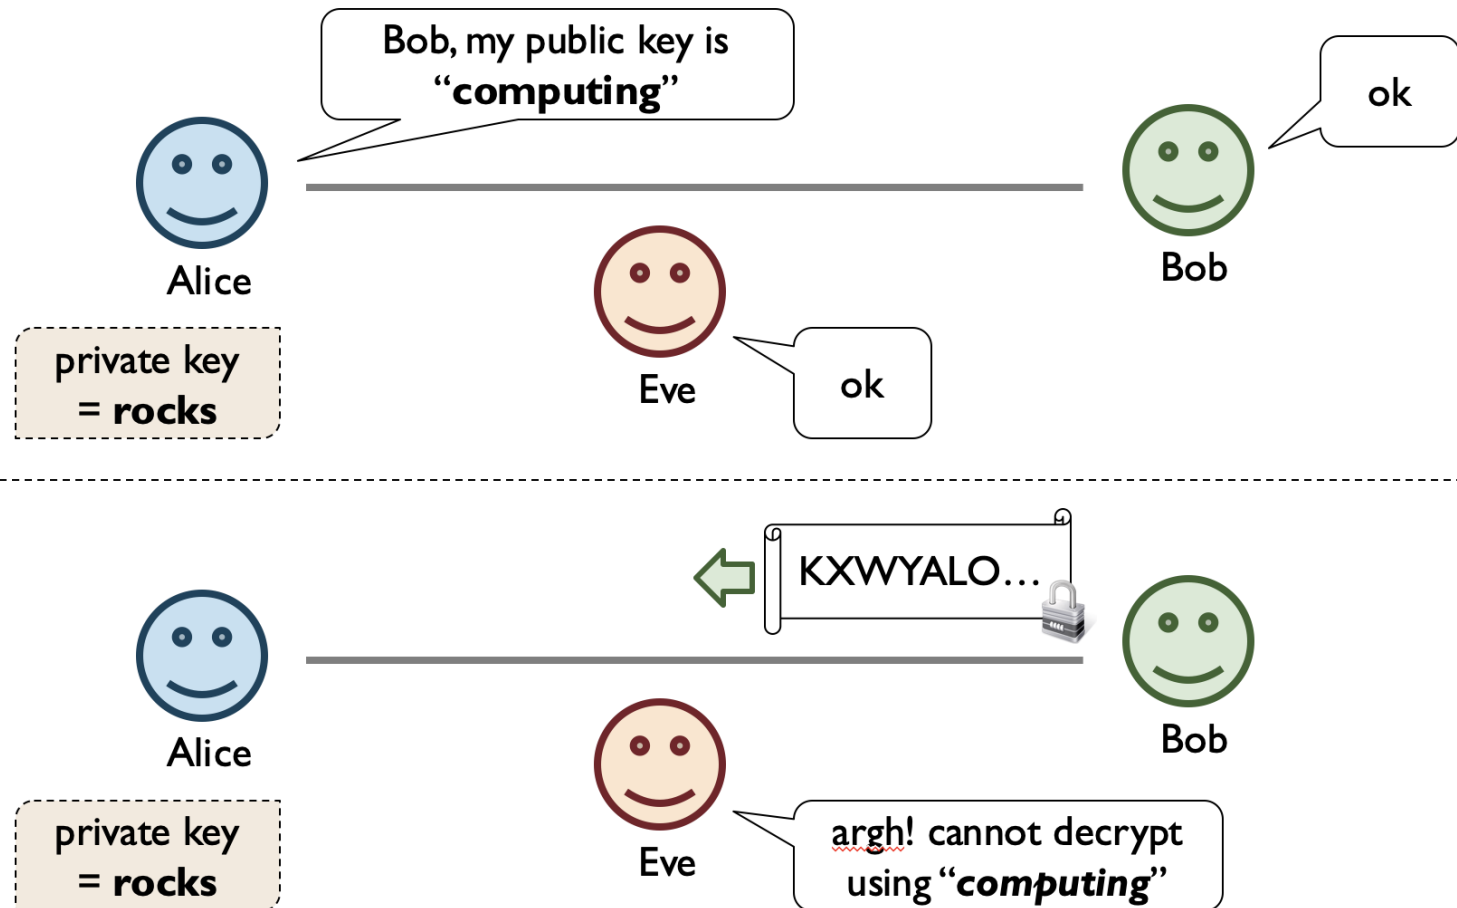 Bob, my public key is
“computing”
ok
Alice
Bob
private key
= rocks
Eve
ok
KXWYALO...
Alice
Bob
private key
= rocks
Eve
argh! cannot decrypt
using “computing”